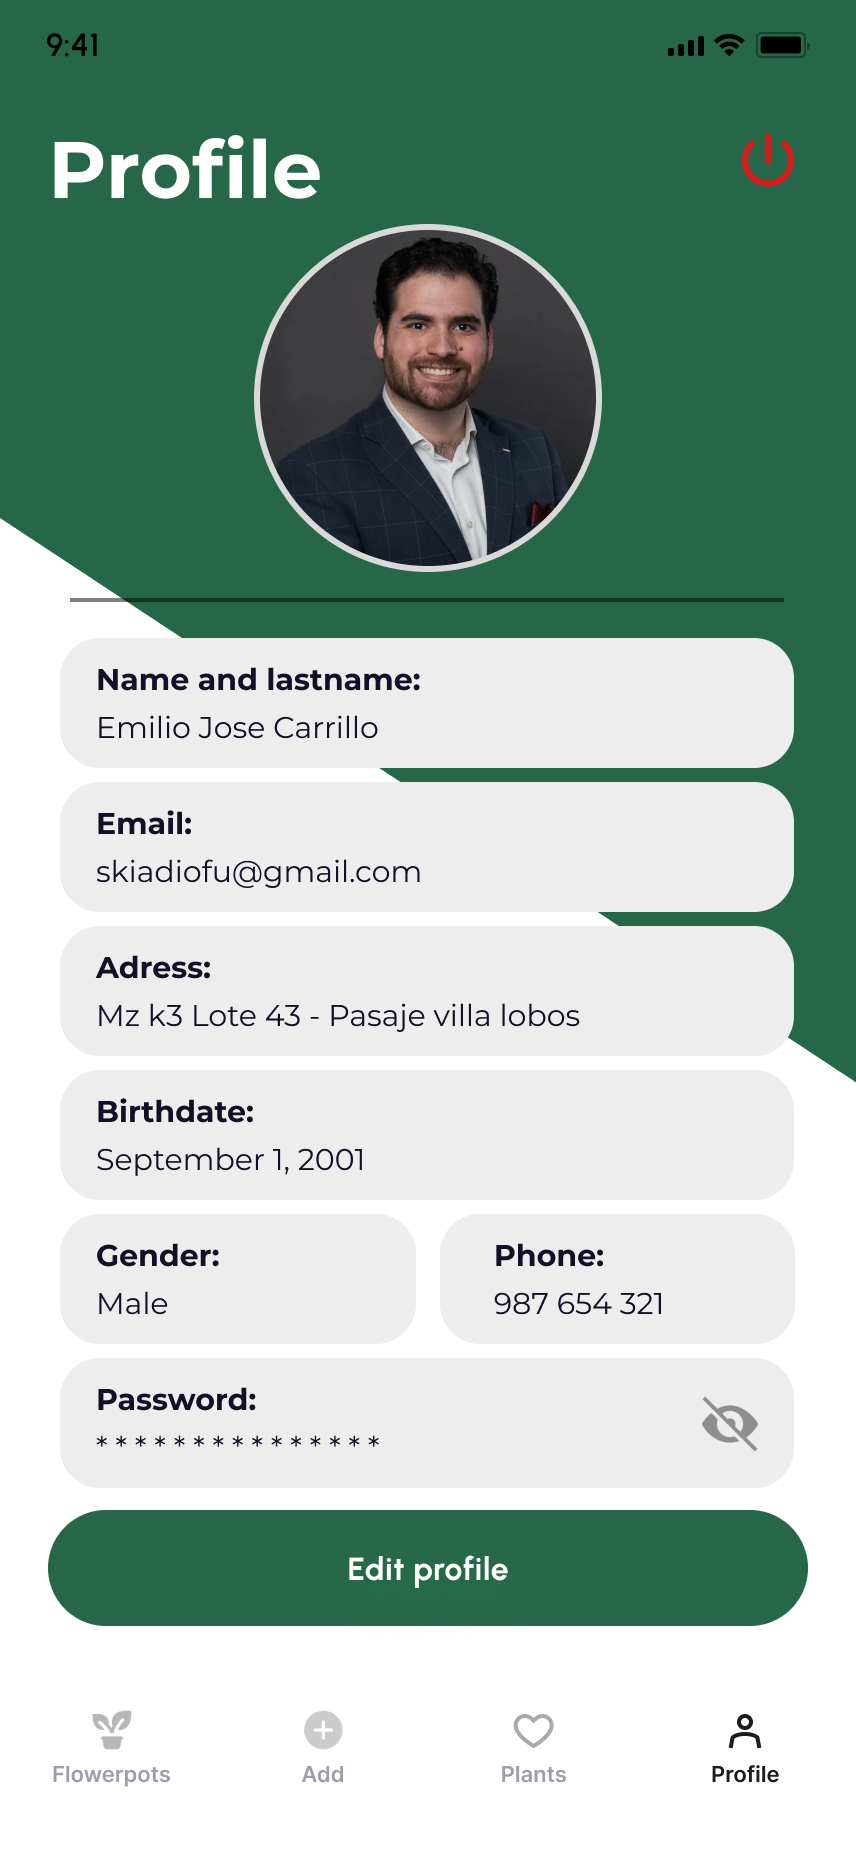 9:41
Profile
Name and lastname:
Emilio Jose Carrillo
Email:
skiadiofu@gmail.com
Adress:
Mz k3 Lote 43 - Pasaje villa lobos
Birthdate:
September 1, 2001
Gender:
Male
Phone:
987 654 321
Password:
* * * * * * * * * * * * * * *
Edit profile
Flowerpots
Add
Plants
Profile